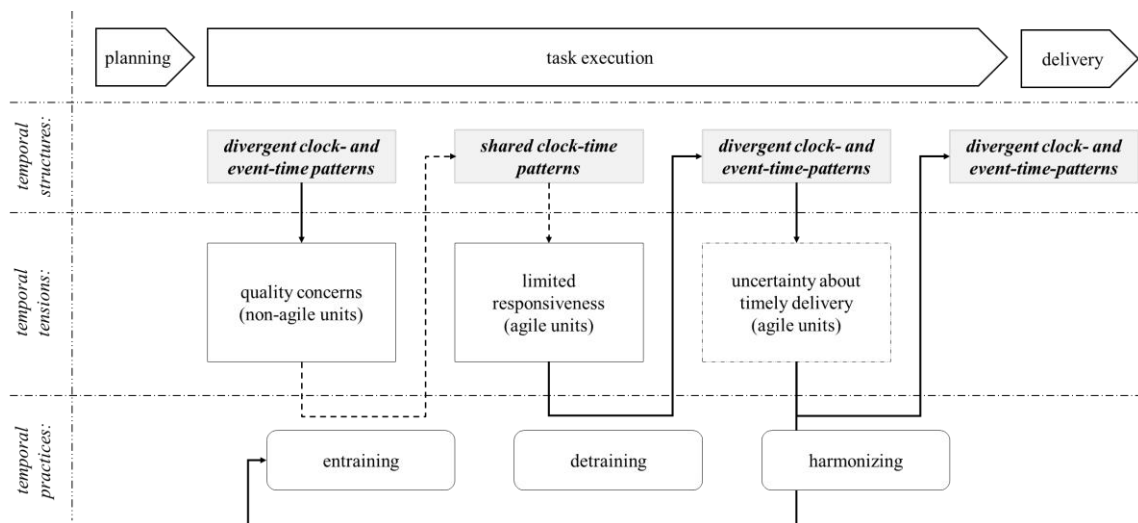 planning
task execution
delivery
temporal
structures:
divergent clock- and
event-time patterns
shared clock-time
patterns
divergent clock- and
event-time-patterns
divergent clock- and
event-time-patterns
temporal
tensions:
quality concerns
(non-agile units)
limited
responsiveness
(agile units)
uncertainty about
timely delivery
(agile units)
temporal
practices:
entraining
detraining
harmonizing